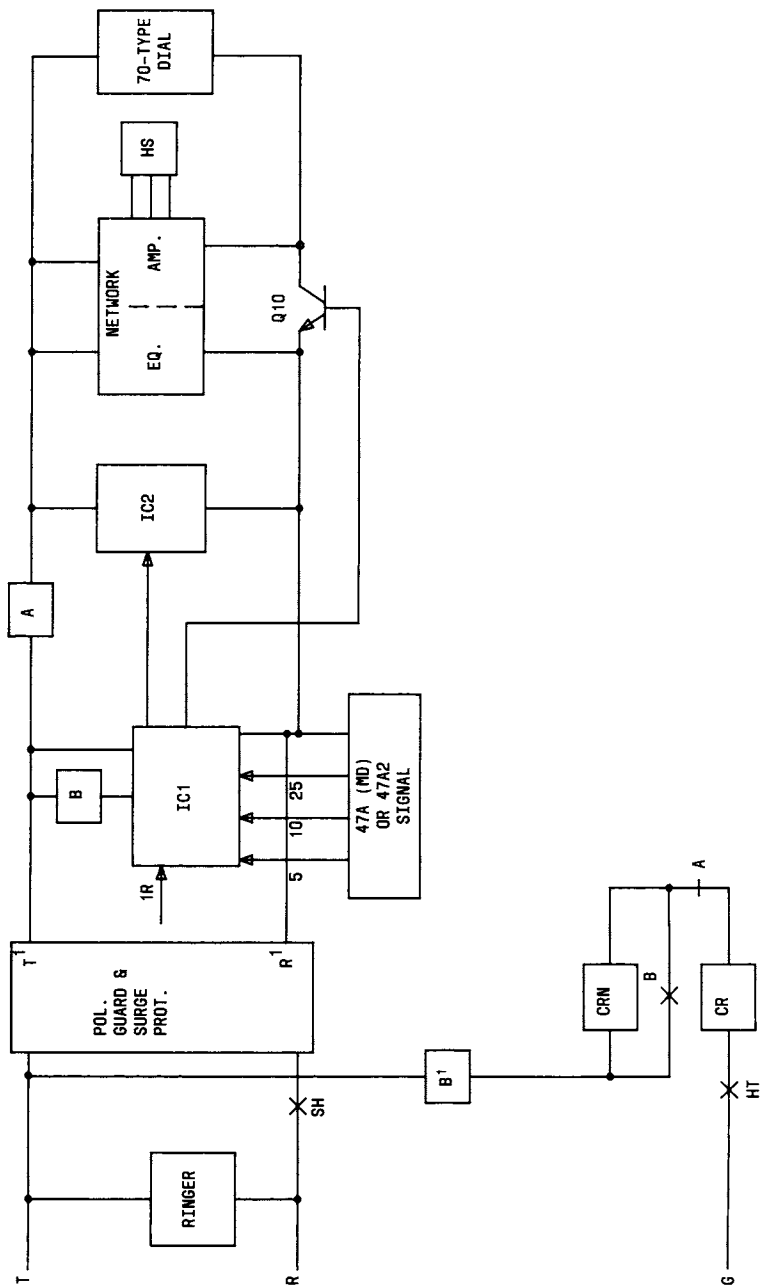 T
R
G
RINGER
SH
POL.
GUARD &
SURGE
PROT.
T1
R1
1R
B
IC1
5
10
25
47A (MD)
OR 47A2
SIGNAL
A
IC2
NETWORK
EQ.
AMP.
HS
Q10
70-TYPE
DIAL
B1
CRN
B
A
CR
HT